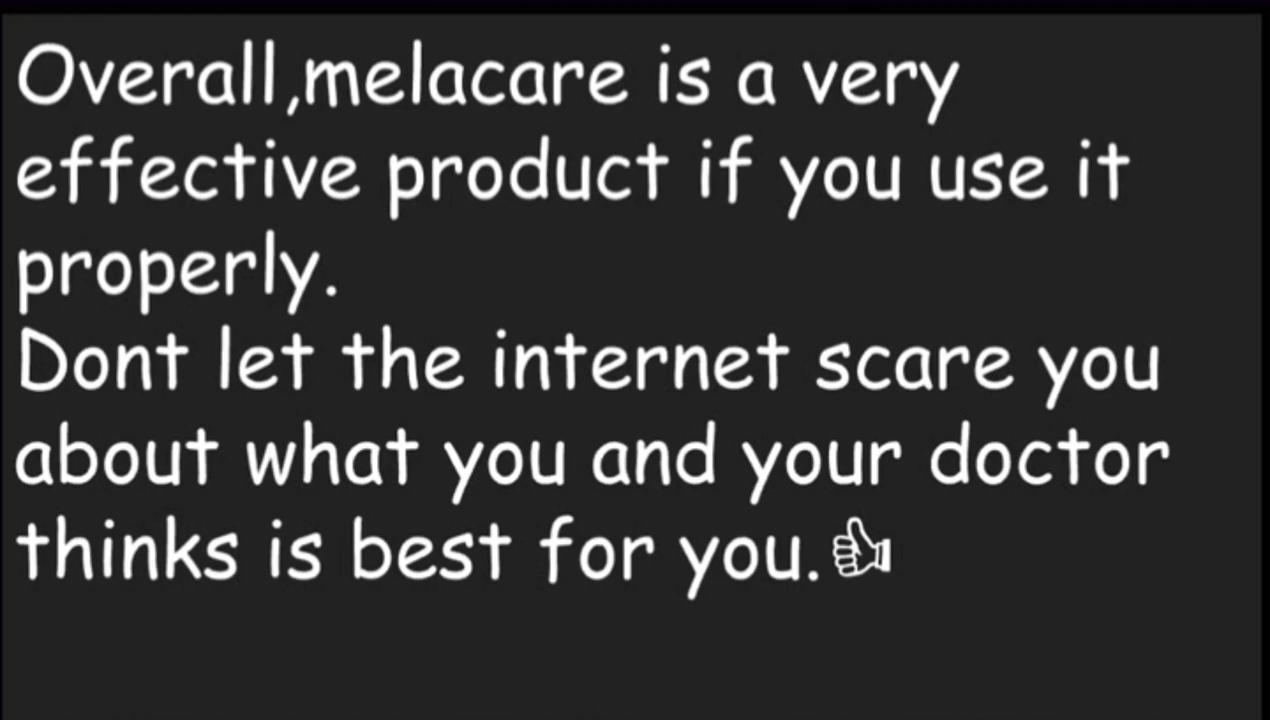 Overall,melacare is a very
effective product if you use it
properly.
Dont let the internet scare you
about what you and your doctor
thinks is best for you.👍